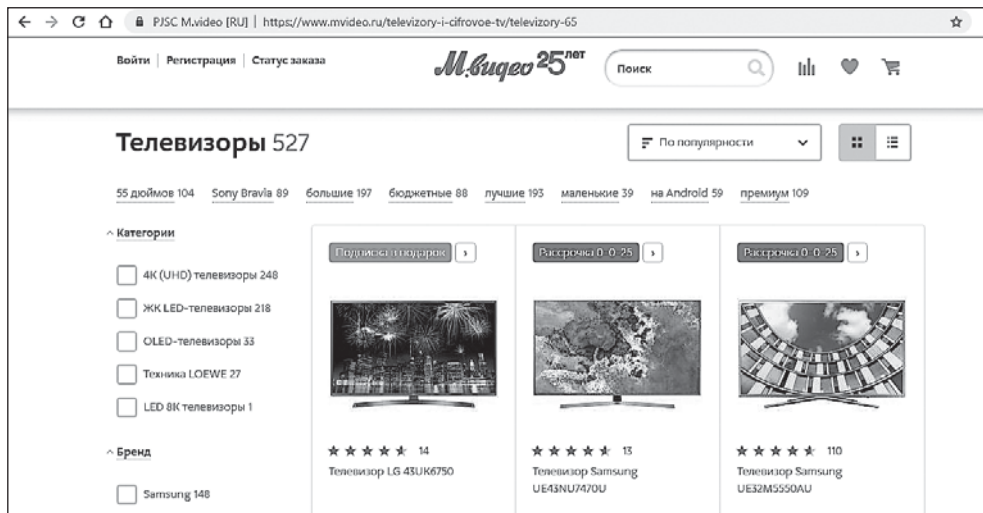 PJSC M.video [RU] | https://www.mvideo.ru/televizory-i-cifrovoe-tv/televizory-65
Войти | Регистрация | Статус заказа
М.видео 25 лет
Поиск
Телевизоры 527
По популярности
55 дюймов 104 Sony Bravia 89 большие 197 бюджетные 88 лучшие 193 маленькие 39 на Android 59 премиум 109
Категории
4К (UHD) телевизоры 248
ЖК LED-телевизоры 218
OLED-телевизоры 33
Техника LOEWE 27
LED 8К телевизоры 1
Бренд
Samsung 148
Подписка в подарок
14
Телевизор LG 43UK6750
Рассрочка 0-0-25
13
Телевизор Samsung
UE43NU7470U
Рассрочка 0-0-25
110
Телевизор Samsung
UE32M5550AU